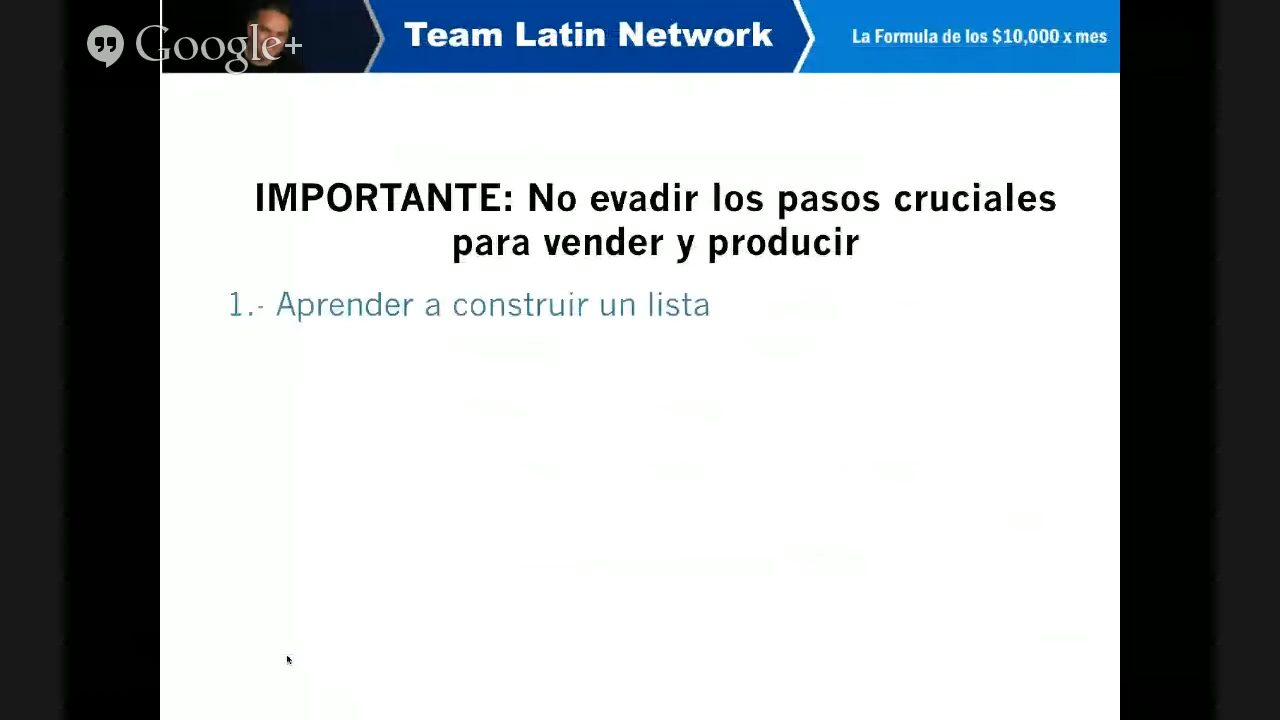 Google+
Team Latin Network
La Formula de los $10,000 x mes
IMPORTANTE: No evadir los pasos cruciales
para vender y producir
1.- Aprender a construir un lista